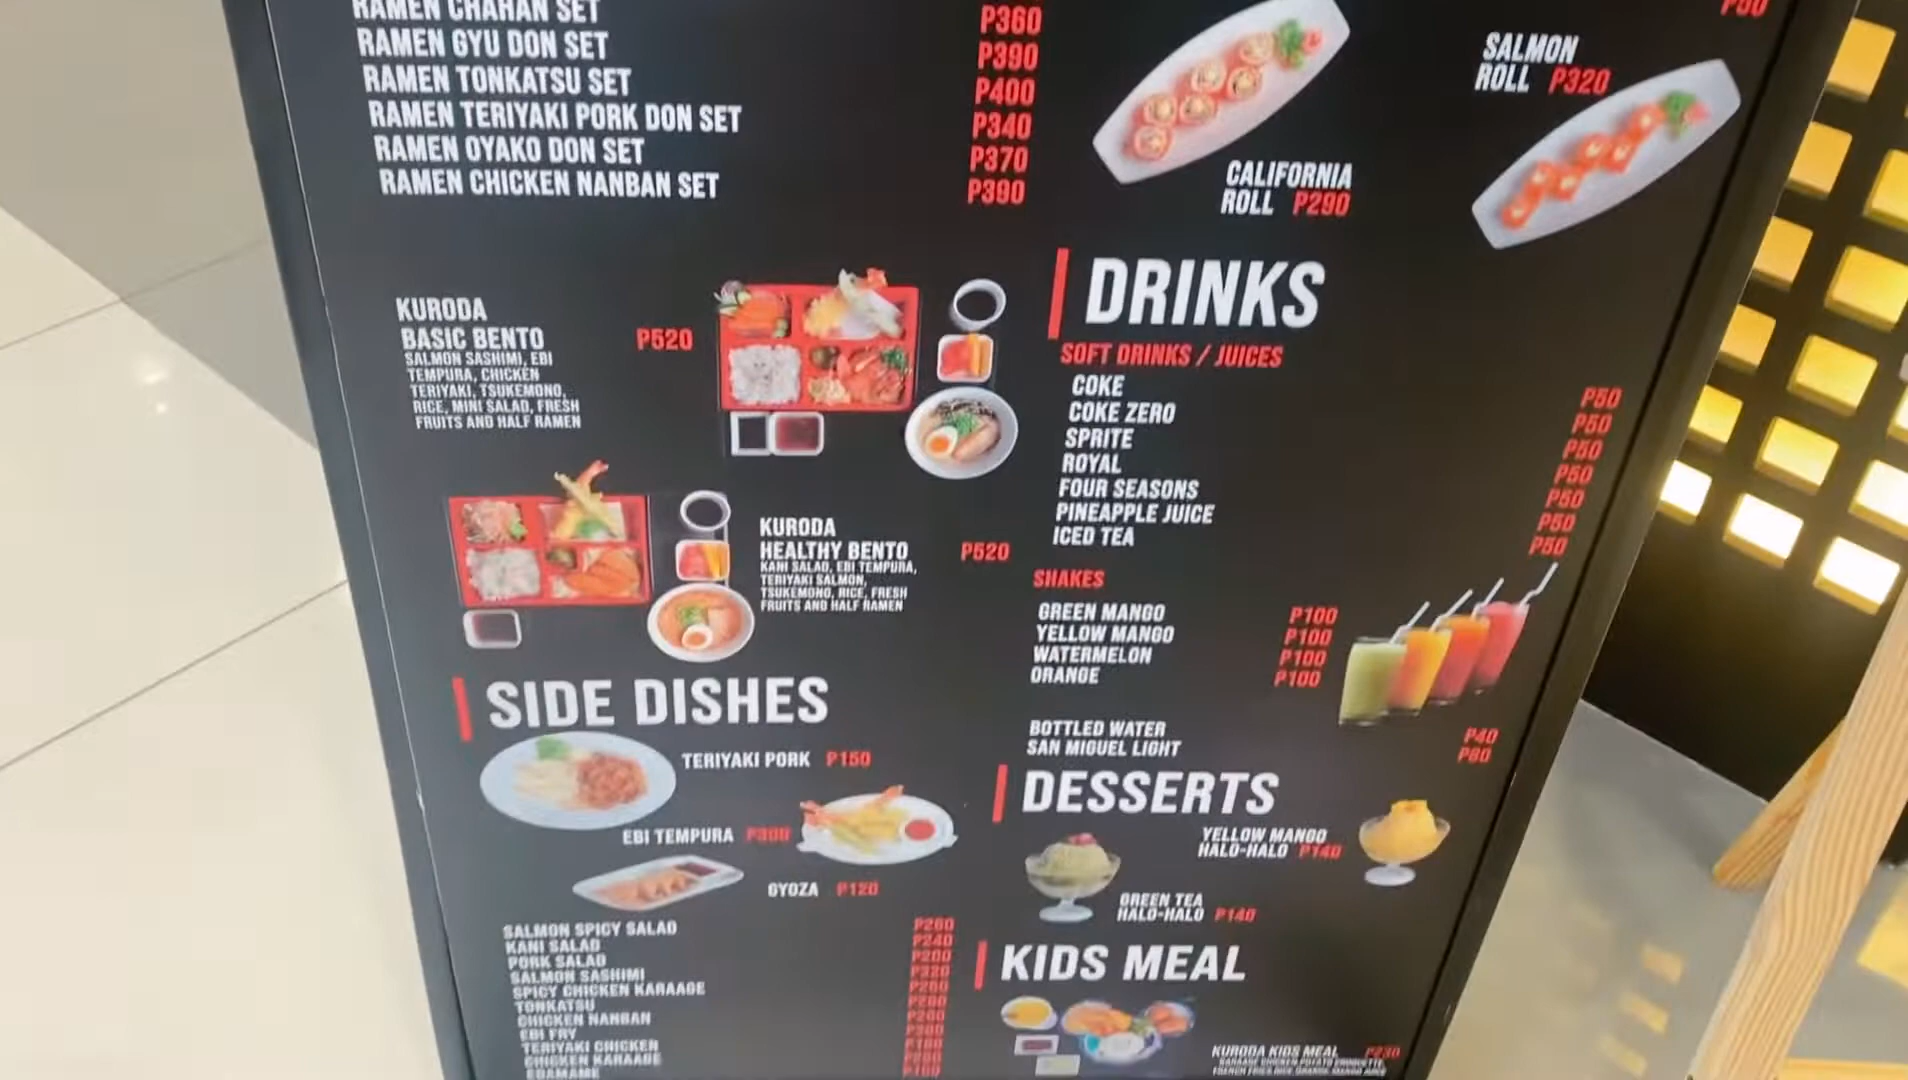 RAMEN CHAHAN SET P360
RAMEN GYU DON SET P390
RAMEN TONKATSU SET P400
RAMEN TERIYAKI PORK DON SET P340
RAMEN OYAKO DON SET P370
RAMEN CHICKEN NANBAN SET P390
KURODA
BASIC BENTO P520
SALMON SASHIMI, EBI
TEMPURA, CHICKEN
TERIYAKI, TSUKEMONO,
RICE, MINI SALAD, FRESH
FRUITS AND HALF RAMEN
KURODA
HEALTHY BENTO P520
KANI SALAD, EBI TEMPURA,
TERIYAKI SALMON,
TSUKEMONO, RICE, FRESH
FRUITS AND HALF RAMEN
SIDE DISHES
TERIYAKI PORK P150
EBI TEMPURA P300
GYOZA P120
SALMON SPICY SALAD P260
KANI SALAD P240
PORK SALAD P200
SALMON SASHIMI P320
SPICY CHICKEN KARAAGE
TONKATSU
CHICKEN NANBAN
EBI FRY
TERIYAKI CHICKEN
CHICKEN KARAAGE
EDAMAME
P50
SALMON
ROLL P320
CALIFORNIA
ROLL P290
DRINKS
SOFT DRINKS / JUICES
COKE P50
COKE ZERO P50
SPRITE P50
ROYAL P50
FOUR SEASONS P50
PINEAPPLE JUICE P50
ICED TEA P50
SHAKES
GREEN MANGO P100
YELLOW MANGO P100
WATERMELON P100
ORANGE P100
BOTTLED WATER P40
SAN MIGUEL LIGHT
DESSERTS
YELLOW MANGO
HALO-HALO P140
GREEN TEA
HALO-HALO P140
KIDS MEAL
KURODA KIDS MEAL P230